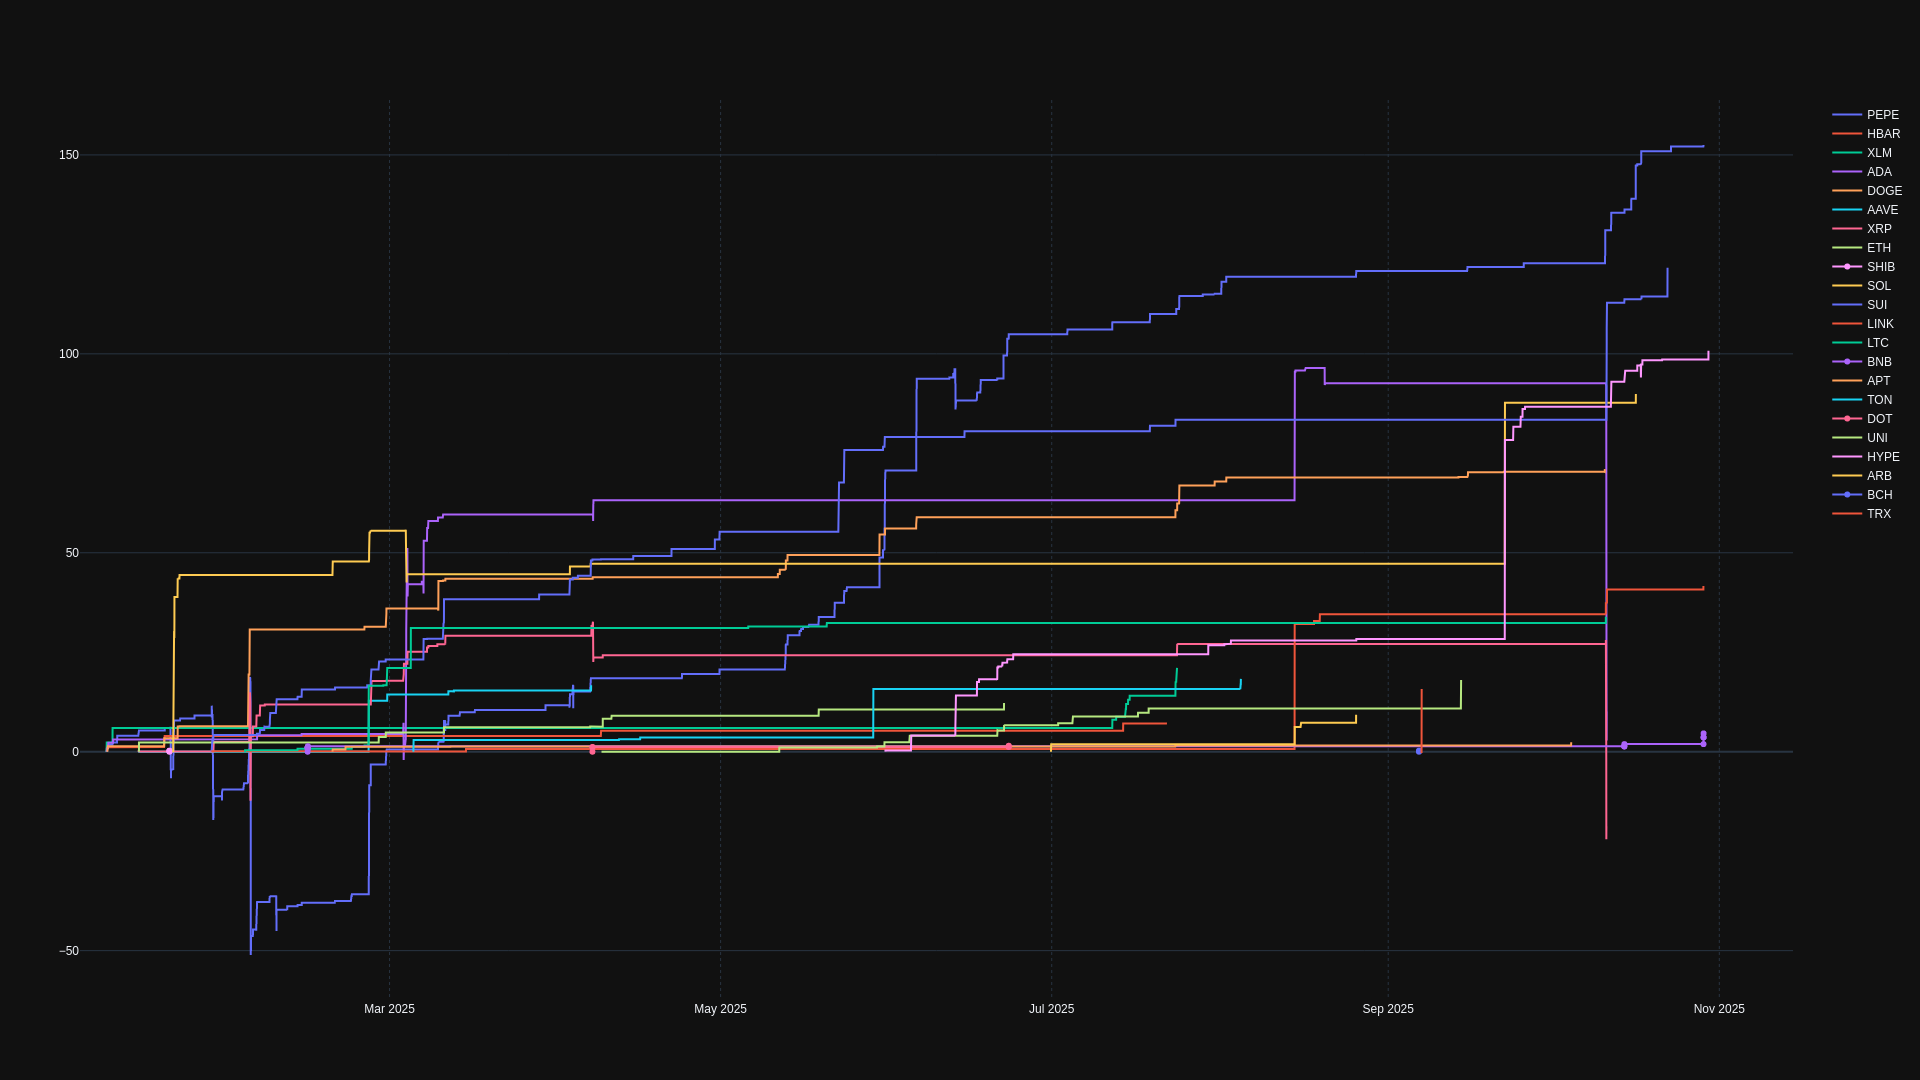 150
100
50
0
−50
Mar 2025
May 2025
Jul 2025
Sep 2025
Nov 2025
PEPE
HBAR
XLM
ADA
DOGE
AAVE
XRP
ETH
SHIB
SOL
SUI
LINK
LTC
BNB
APT
TON
DOT
UNI
HYPE
ARB
BCH
TRX